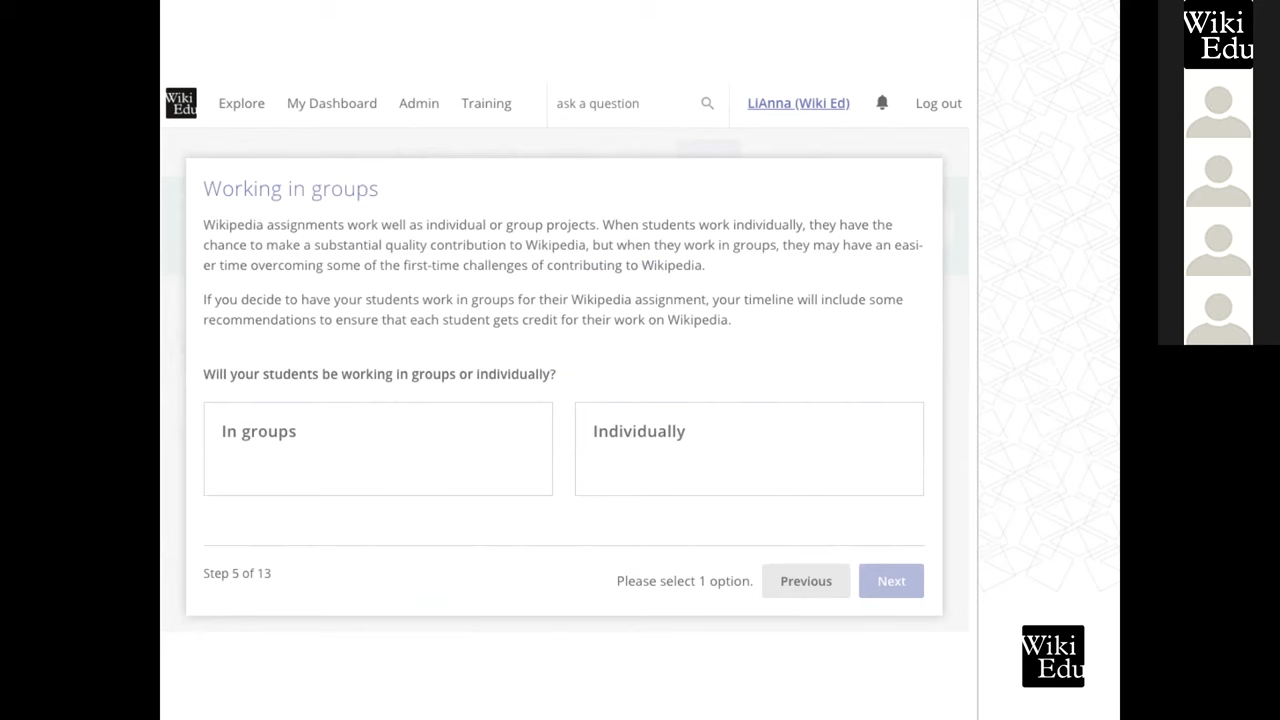 Wiki
Edu
Wiki
Edu
Explore My Dashboard Admin Training ask a question LiAnna (Wiki Ed) Log out
Working in groups
Wikipedia assignments work well as individual or group projects. When students work individually, they have the
chance to make a substantial quality contribution to Wikipedia, but when they work in groups, they may have an easi-
er time overcoming some of the first-time challenges of contributing to Wikipedia.
If you decide to have your students work in groups for their Wikipedia assignment, your timeline will include some
recommendations to ensure that each student gets credit for their work on Wikipedia.
Will your students be working in groups or individually?
In groups
Individually
Step 5 of 13
Please select 1 option. Previous Next
Wiki
Edu